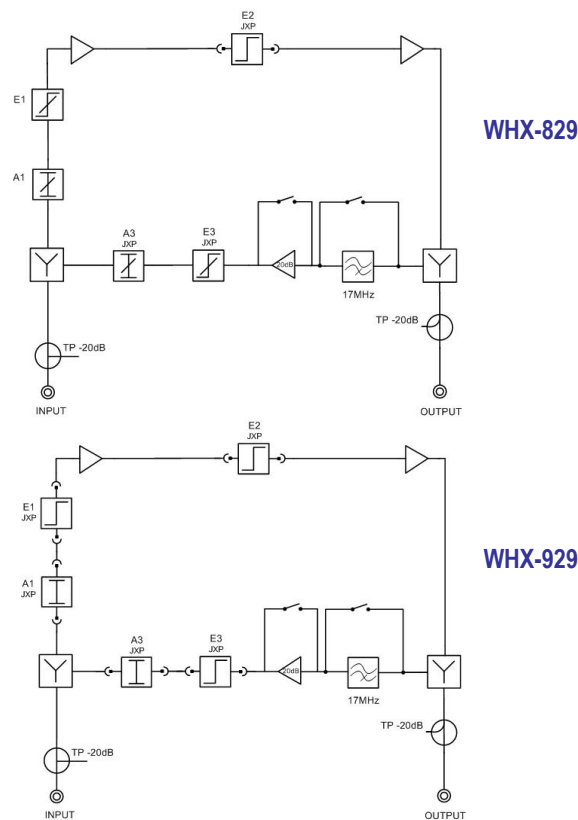 E2
JXP
WHX-829
E1
A1
A3
JXP
E3
JXP
20dB
17MHz
TP -20dB
TP -20dB
INPUT
OUTPUT
E2
JXP
E1
JXP
WHX-929
A1
JXP
A3
JXP
E3
JXP
20dB
17MHz
TP -20dB
TP -20dB
INPUT
OUTPUT